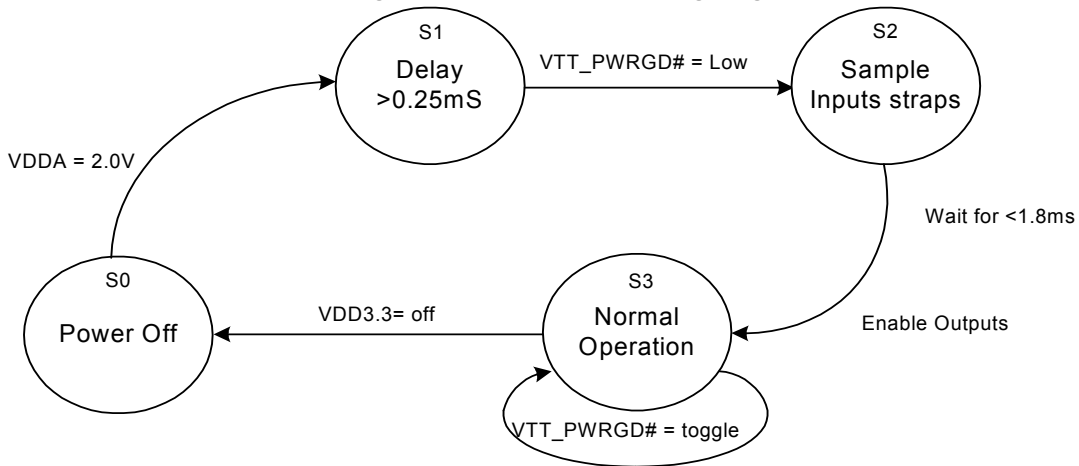 S1
Delay
>0.25mS
VTT_PWRGD# = Low
S2
Sample
Inputs straps
VDDA = 2.0V
Wait for <1.8ms
S0
Power Off
VDD3.3= off
S3
Normal
Operation
Enable Outputs
VTT_PWRGD# = toggle